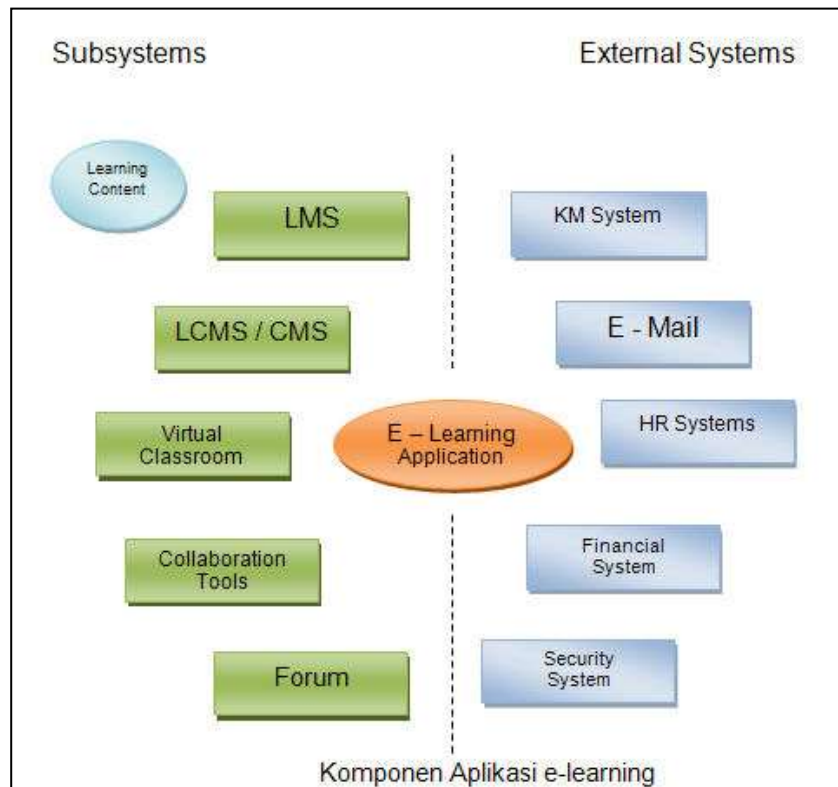 Subsystems
External Systems
Learning
Content
LMS
KM System
LCMS / CMS
E - Mail
Virtual
Classroom
E – Learning
Application
HR Systems
Collaboration
Tools
Financial
System
Forum
Security
System
Komponen Aplikasi e-learning